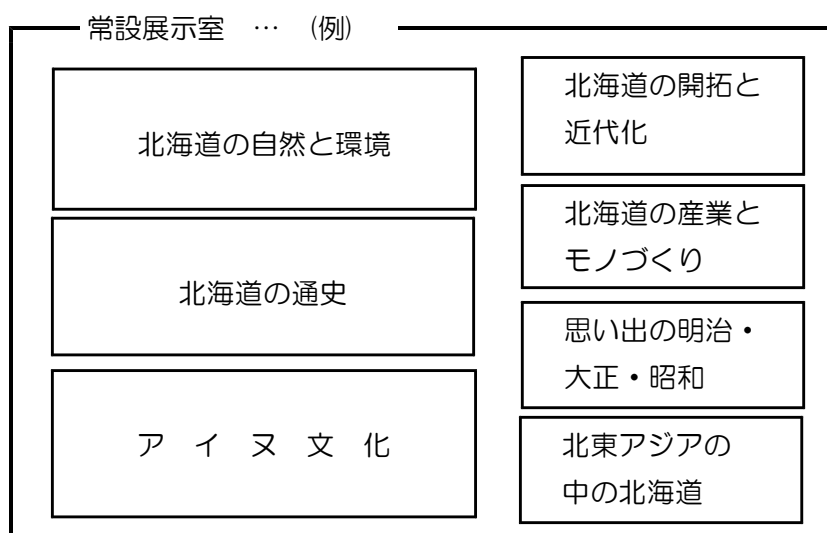 常設展示室　…　(例)
北海道の自然と環境
北海道の通史
ア　イ　ヌ　文　化
北海道の開拓と
近代化
北海道の産業と
モノづくり
思い出の明治・
大正・昭和
北東アジアの
中の北海道